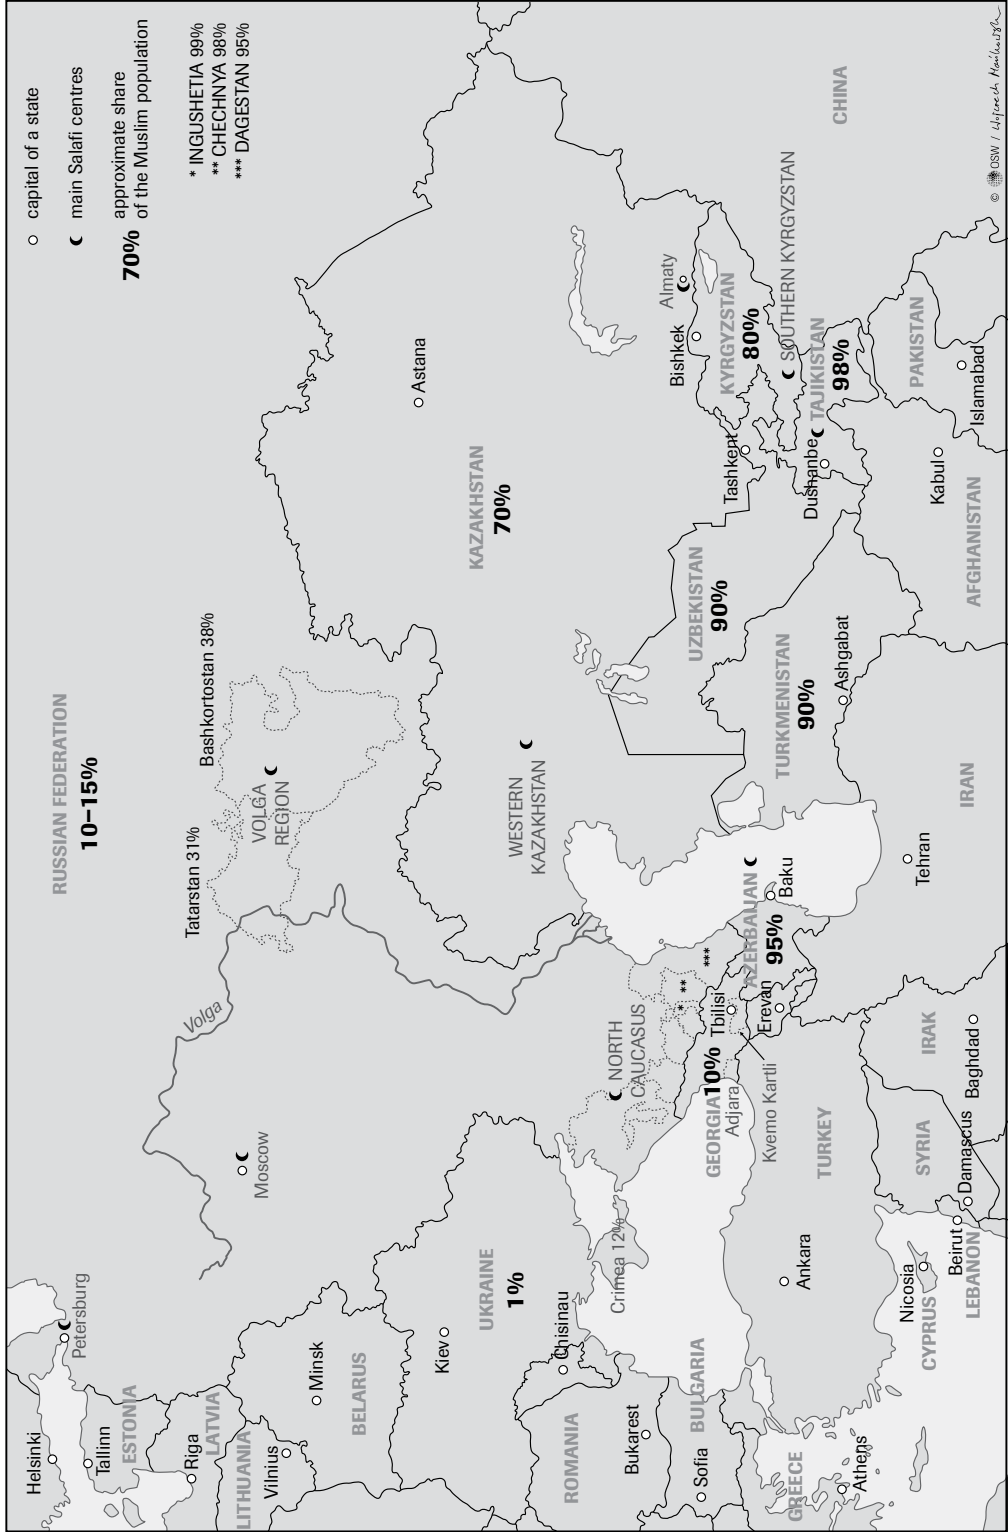 capital of a state
main Salafi centres
70% approximate share
of the Muslim population
* INGUSHETIA 99%
** CHECHNYA 98%
*** DAGESTAN 95%
RUSSIAN FEDERATION
10–15%
Helsinki
Petersburg
Tallinn
ESTONIA
Riga
LATVIA
LITHUANIA
Vilnius
Minsk
BELARUS
Moscow
Volga
Tatarstan 31%
Bashkortostan 38%
VOLGA
REGION
Astana
KAZAKHSTAN
70%
WESTERN
KAZAKHSTAN
Kiev
UKRAINE
1%
Chisinau
ROMANIA
Bukarest
BULGARIA
Sofia
Crimea 12%
NORTH
CAUCASUS
*
**
***
GEORGIA
10%
Tbilisi
Adjara
Kvemo Kartli
Erevan
AZERBAIJAN
95%
Baku
UZBEKISTAN
90%
Tashkent
TURKMENISTAN
90%
Ashgabat
Almaty
Bishkek
KYRGYZSTAN
80%
SOUTHERN KYRGYZSTAN
TAJIKISTAN
98%
Dushanbe
CHINA
GREECE
Athens
TURKEY
Ankara
Nicosia
CYPRUS
Beirut
LEBANON
Damascus
SYRIA
IRAK
Baghdad
Tehran
IRAN
AFGHANISTAN
Kabul
PAKISTAN
Islamabad
© OSW / Wojciech Mańkowski